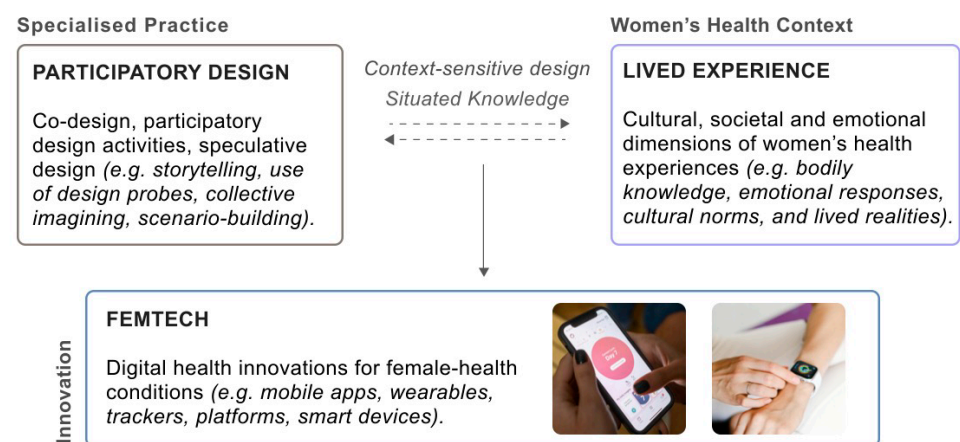 Specialised Practice
PARTICIPATORY DESIGN
Co-design, participatory
design activities, speculative
design (e.g. storytelling, use
of design probes, collective
imagining, scenario-building).
Context-sensitive design
Situated Knowledge
Women’s Health Context
LIVED EXPERIENCE
Cultural, societal and emotional
dimensions of women’s health
experiences (e.g. bodily
knowledge, emotional responses,
cultural norms, and lived realities).
Innovation
FEMTECH
Digital health innovations for female-health
conditions (e.g. mobile apps, wearables,
trackers, platforms, smart devices).
Day 1